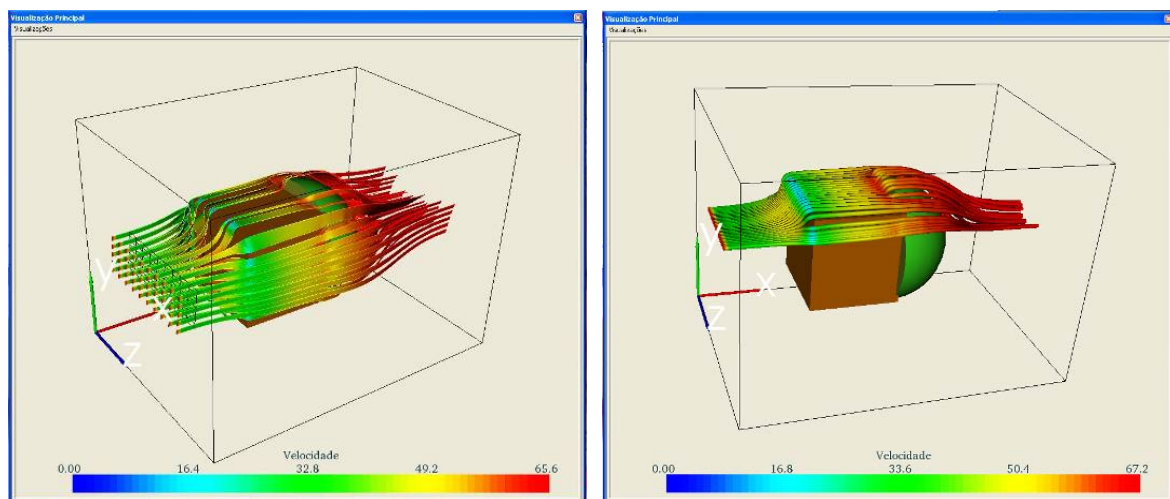 Visualização Principal
Visualizações
y
x
z
Velocidade
0.00 16.4 32.8 49.2 65.6
Visualização Principal
Visualizações
y
x
z
Velocidade
0.00 16.8 33.6 50.4 67.2